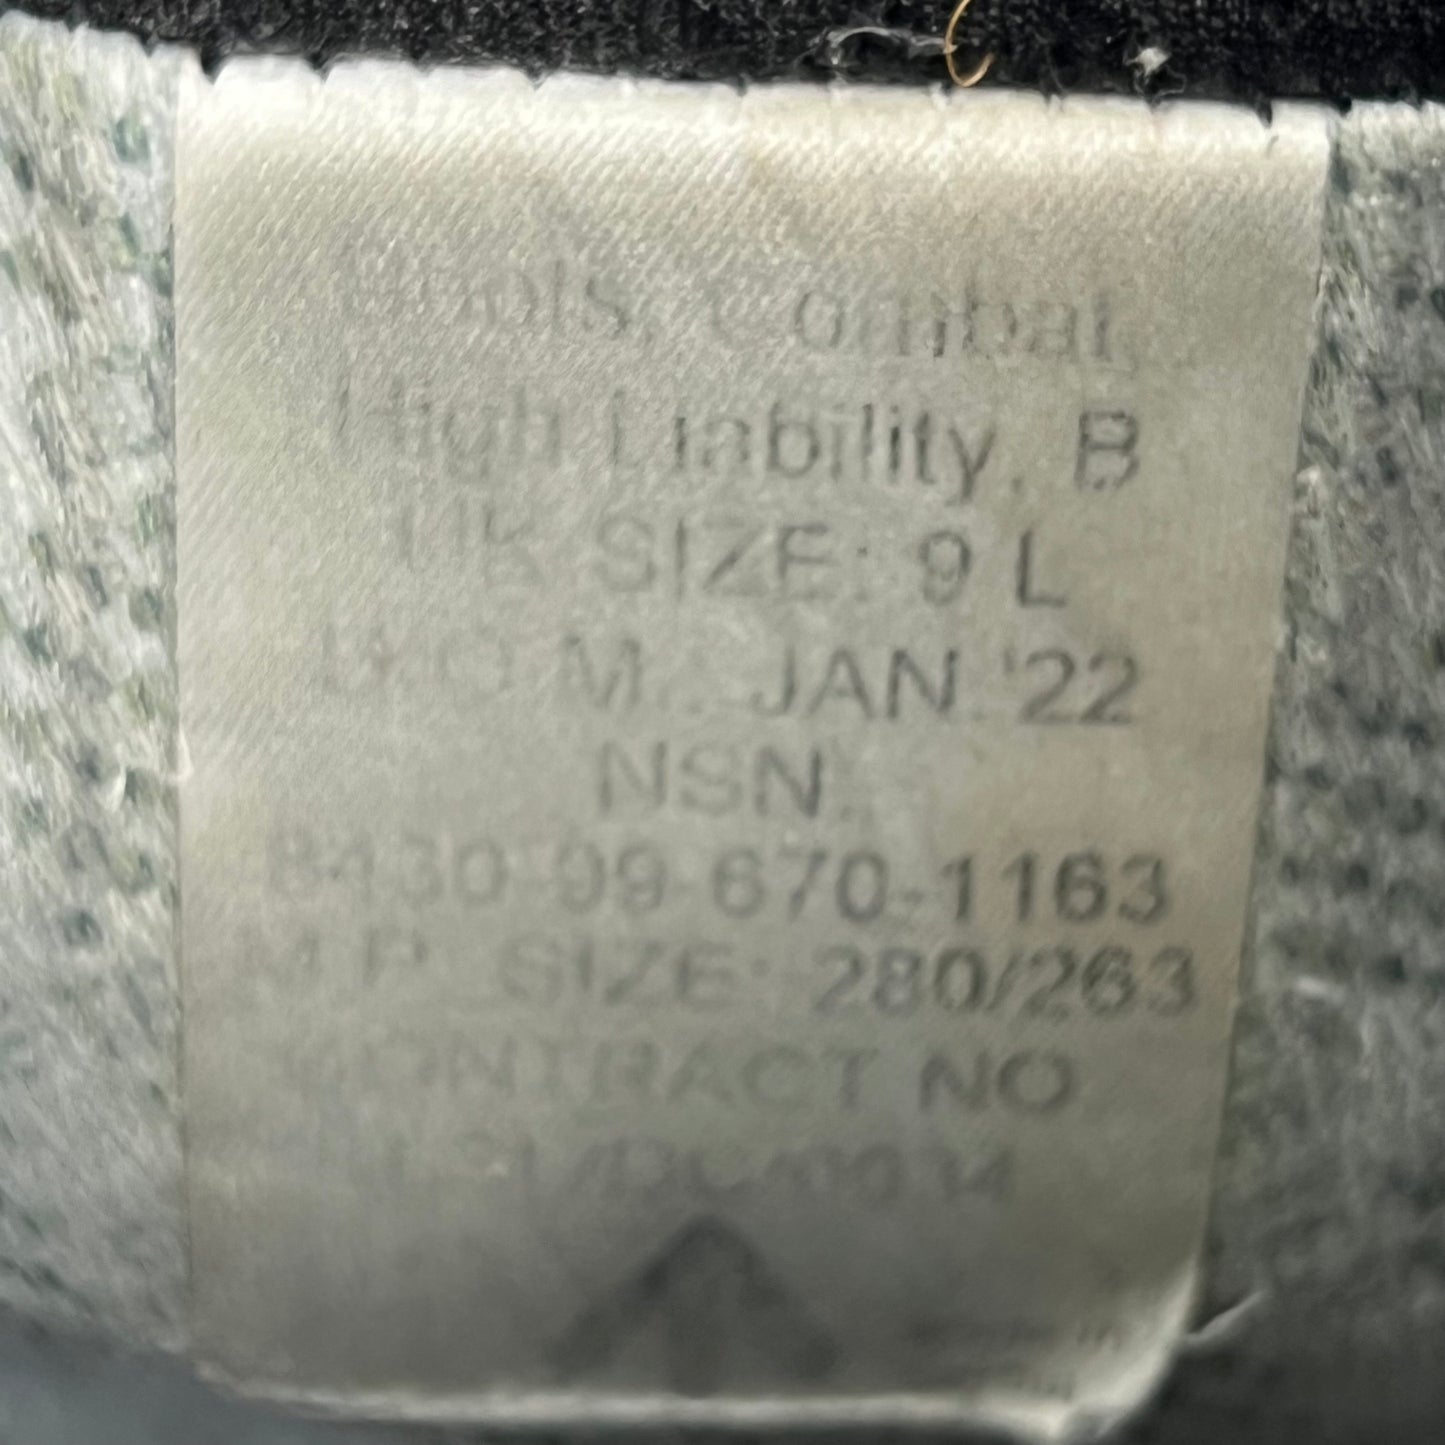 Boots, Combat,
High Liability, B
UK SIZE: 9 L
D.O.M.: JAN.'22
NSN.
8430-99-670-1163
M.P. SIZE: 280/263
CONTRACT NO